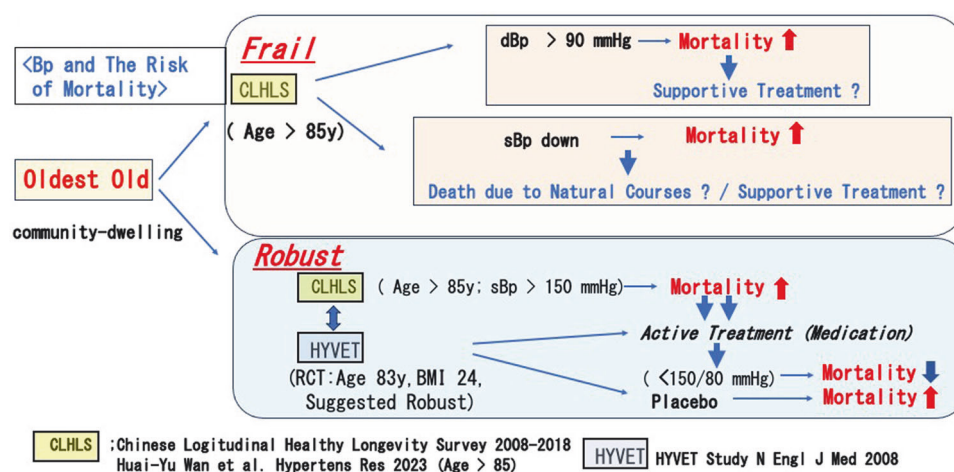 <Bp and The Risk
of Mortality>
Oldest Old
community-dwelling
Frail
CLHLS
( Age > 85y)
dBp > 90 mmHg
Mortality
Supportive Treatment ?
sBp down
Mortality
Death due to Natural Courses ? / Supportive Treatment ?
Robust
CLHLS
( Age > 85y; sBp > 150 mmHg)
Mortality
HYVET
(RCT:Age 83y, BMI 24,
Suggested Robust)
Active Treatment (Medication)
( <150/80 mmHg)
Mortality
Placebo
Mortality
CLHLS
;Chinese Logitudinal Healthy Longevity Survey 2008-2018
Huai-Yu Wan et al. Hypertens Res 2023 (Age > 85)
HYVET
HYVET Study N Engl J Med 2008